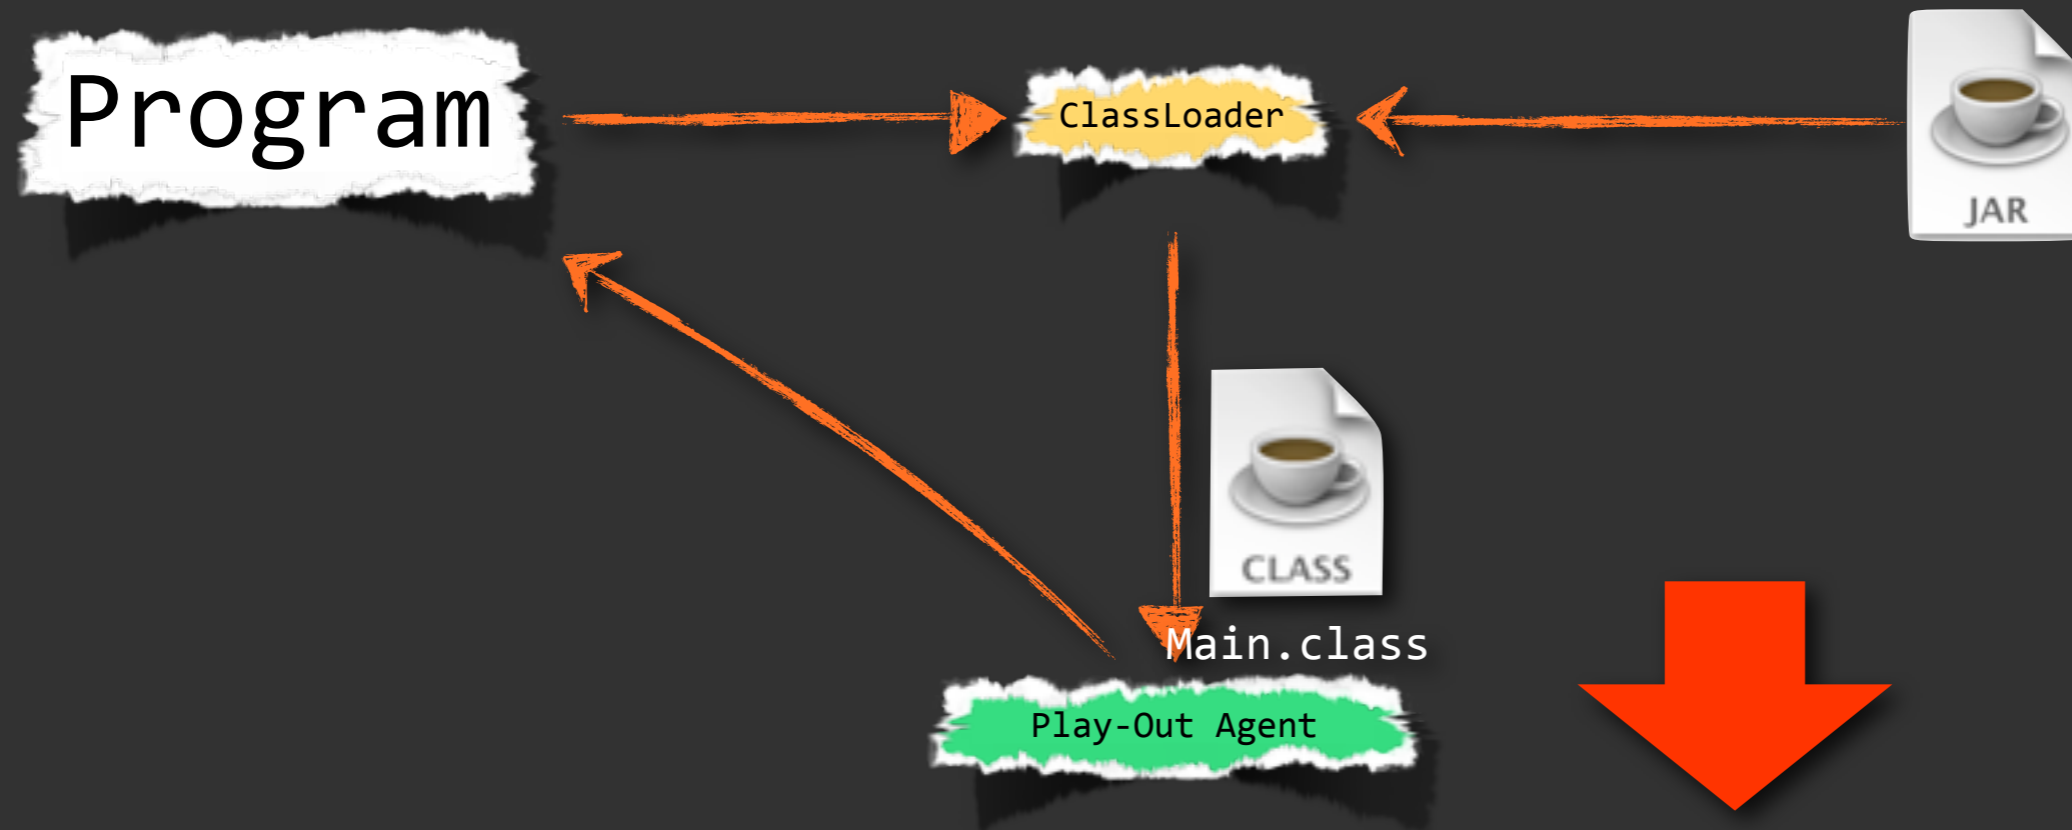 Program
ClassLoader
JAR
CLASS
Main.class
Play-Out Agent